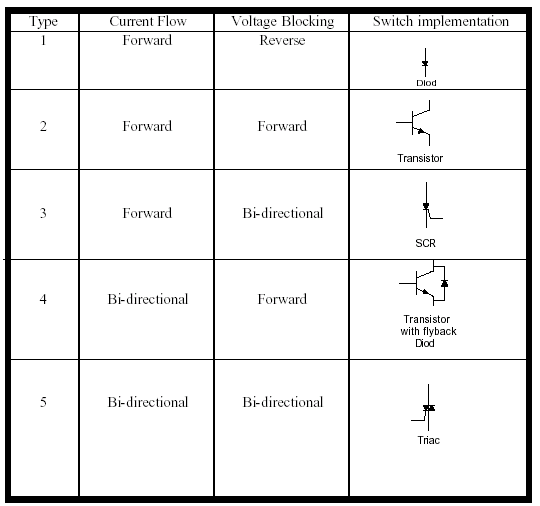 Type Current Flow Voltage Blocking Switch implementation
1 Forward Reverse
Diod
2 Forward Forward
Transistor
3 Forward Bi-directional
SCR
4 Bi-directional Forward
Transistor
with flyback
Diod
5 Bi-directional Bi-directional
Triac